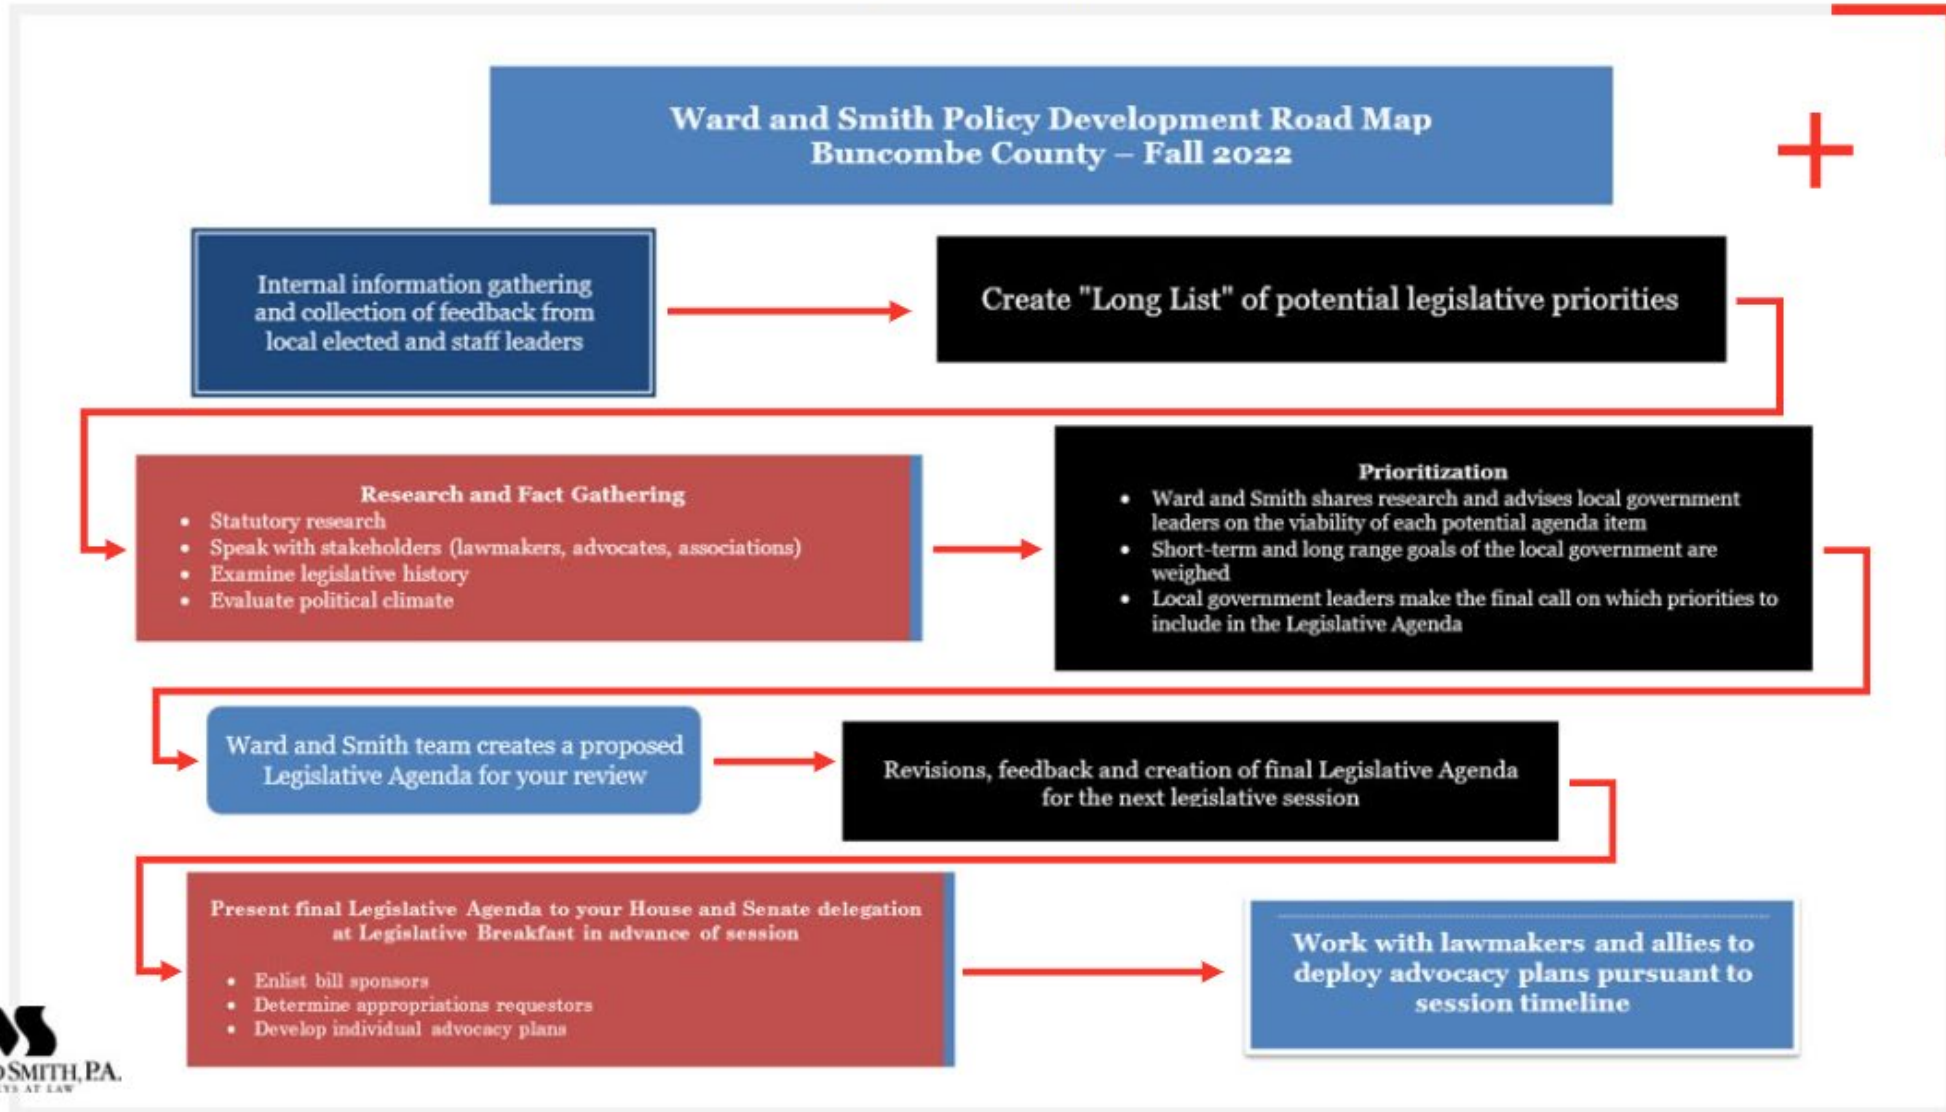 Ward and Smith Policy Development Road Map
Buncombe County – Fall 2022
Internal information gathering
and collection of feedback from
local elected and staff leaders
Create "Long List" of potential legislative priorities
Research and Fact Gathering
• Statutory research
• Speak with stakeholders (lawmakers, advocates, associations)
• Examine legislative history
• Evaluate political climate
Prioritization
• Ward and Smith shares research and advises local government
leaders on the viability of each potential agenda item
• Short-term and long range goals of the local government are
weighed
• Local government leaders make the final call on which priorities to
include in the Legislative Agenda
Ward and Smith team creates a proposed
Legislative Agenda for your review
Revisions, feedback and creation of final Legislative Agenda
for the next legislative session
Present final Legislative Agenda to your House and Senate delegation
at Legislative Breakfast in advance of session
• Enlist bill sponsors
• Determine appropriations requestors
• Develop individual advocacy plans
Work with lawmakers and allies to
deploy advocacy plans pursuant to
session timeline
SMITH, P.A.
AT LAW